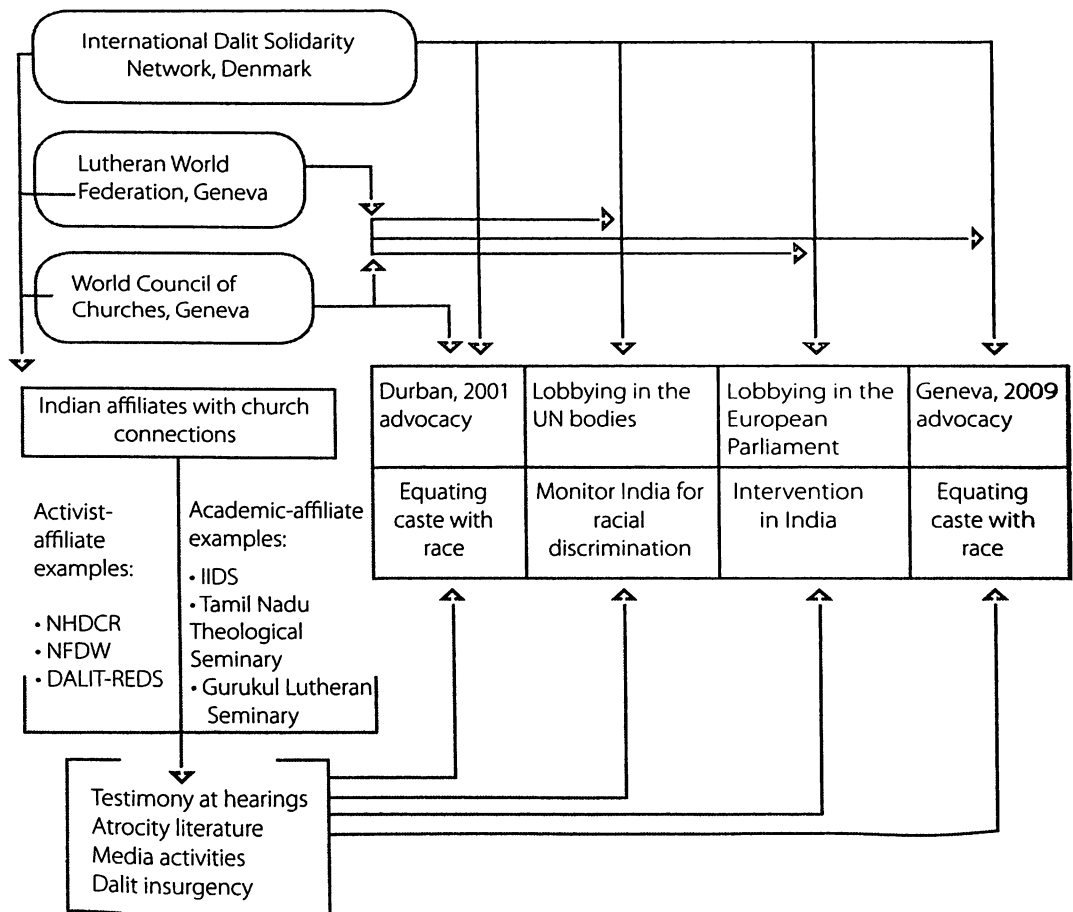 International Dalit Solidarity
Network, Denmark
Lutheran World
Federation, Geneva
World Council of
Churches, Geneva
Indian affiliates with church
connections
Durban, 2001
advocacy
Lobbying in the
UN bodies
Lobbying in the
European
Parliament
Geneva, 2009
advocacy
Equating
caste with
race
Monitor India for
racial
discrimination
Intervention
in India
Equating
caste with
race
Activist-
affiliate
examples:
• NHDCR
• NFDW
• DALIT-REDS
Academic-affiliate
examples:
• IIDS
• Tamil Nadu
Theological
Seminary
• Gurukul Lutheran
Seminary
Testimony at hearings
Atrocity literature
Media activities
Dalit insurgency